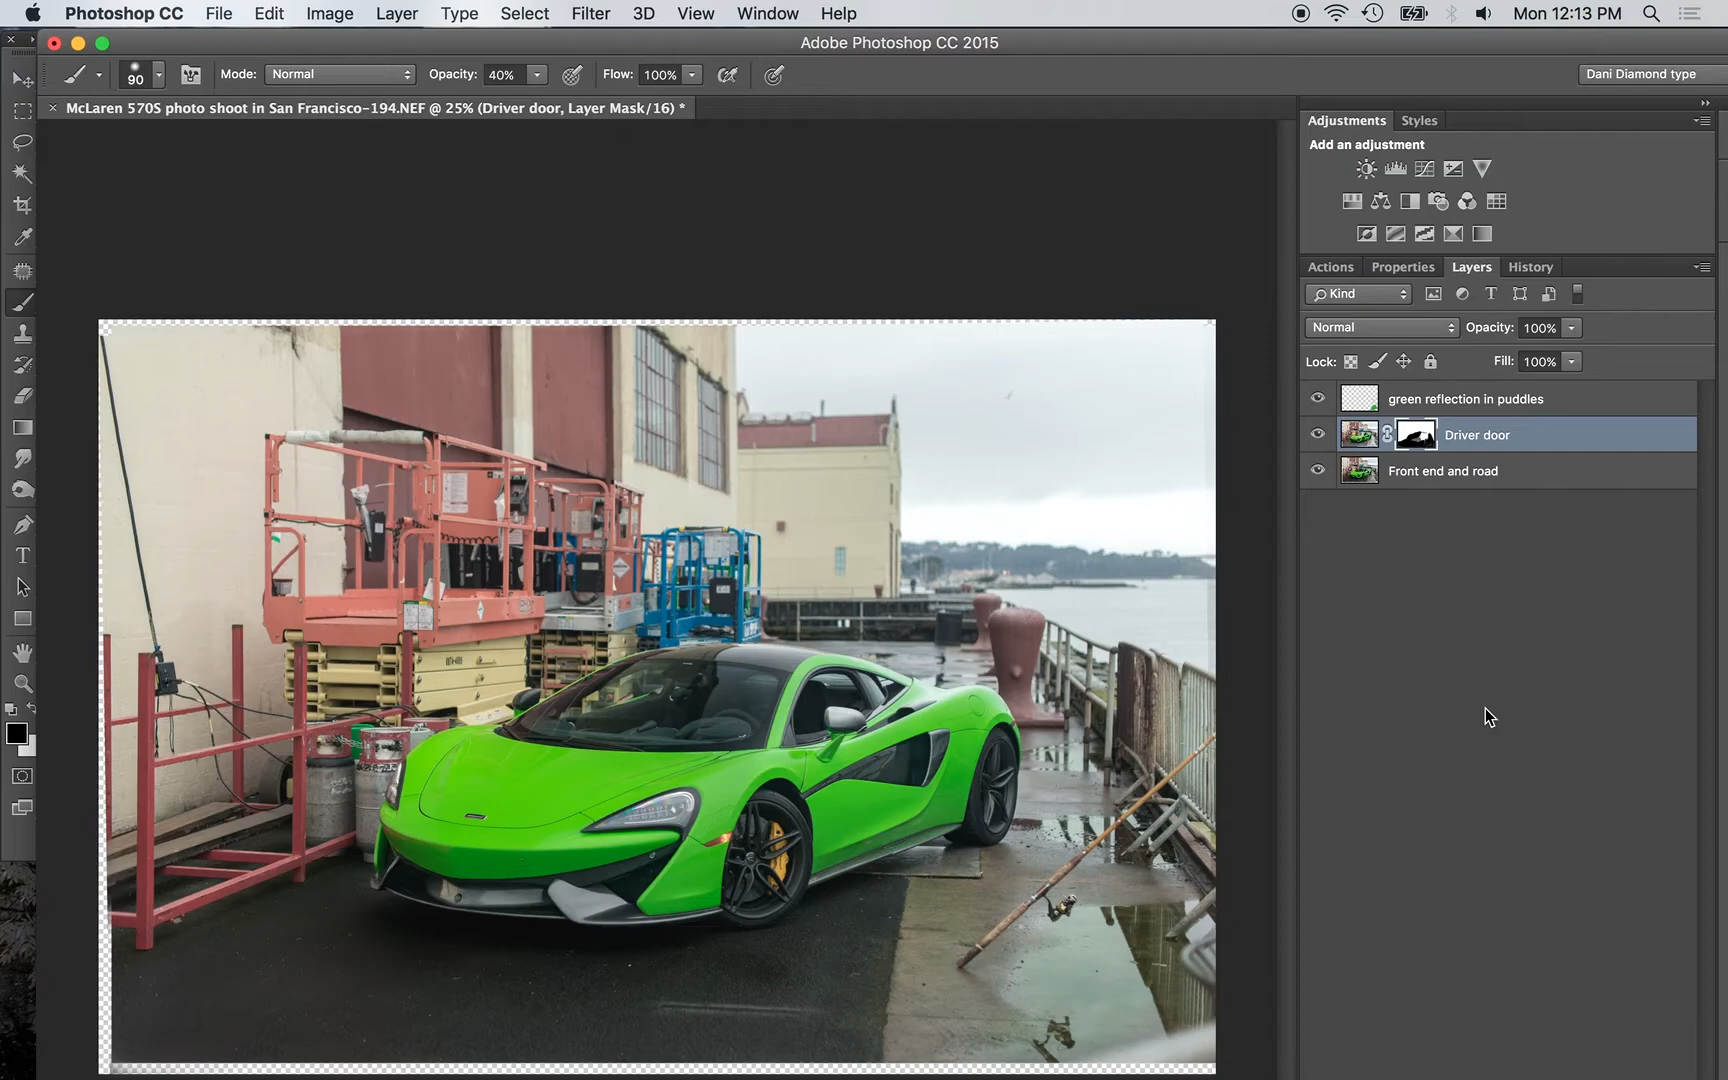 Photoshop CC File Edit Image Layer Type Select Filter 3D View Window Help Mon 12:13 PM
Adobe Photoshop CC 2015
90 Mode: Normal Opacity: 40% Flow: 100% Dani Diamond type
McLaren 570S photo shoot in San Francisco-194.NEF @ 25% (Driver door, Layer Mask/16) *
Adjustments Styles
Add an adjustment
Actions Properties Layers History
Kind
Normal Opacity: 100%
Lock: Fill: 100%
green reflection in puddles
Driver door
Front end and road